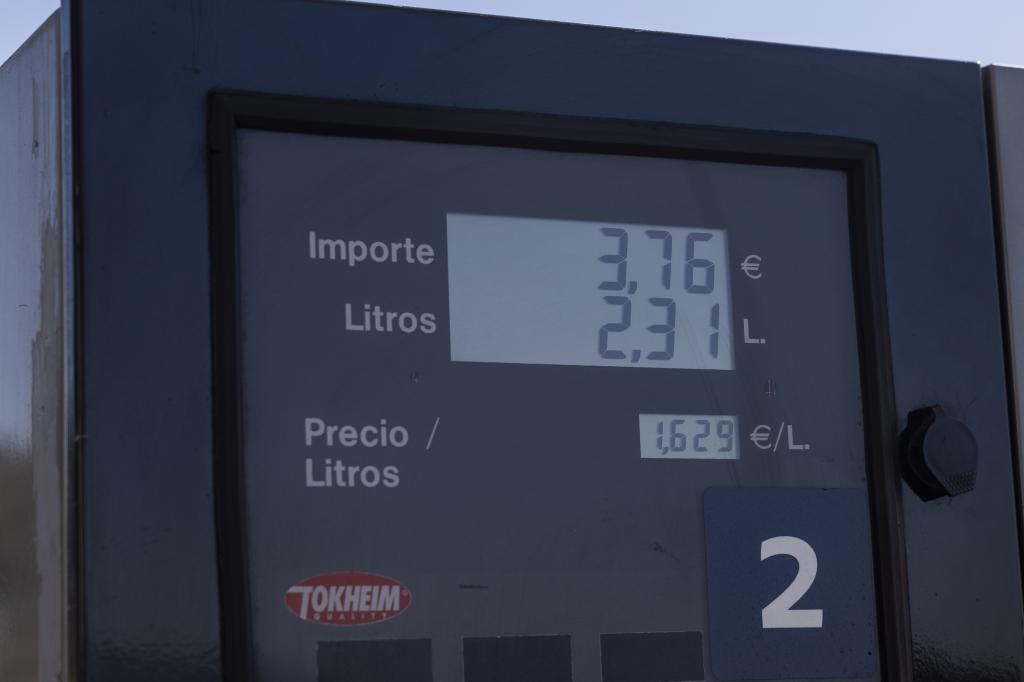 Importe 3,76 €
Litros 2,31 L.
Precio / 1,629 €/L.
Litros
2
TOKHEIM
QUALITY